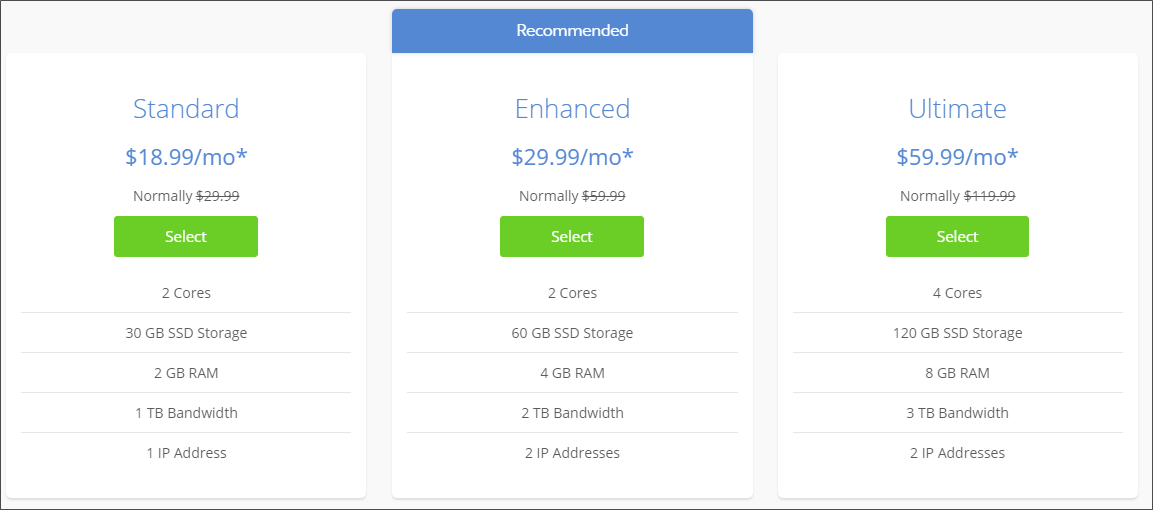 Recommended
Standard
$18.99/mo*
Normally $29.99
Select
2 Cores
30 GB SSD Storage
2 GB RAM
1 TB Bandwidth
1 IP Address
Enhanced
$29.99/mo*
Normally $59.99
Select
2 Cores
60 GB SSD Storage
4 GB RAM
2 TB Bandwidth
2 IP Addresses
Ultimate
$59.99/mo*
Normally $119.99
Select
4 Cores
120 GB SSD Storage
8 GB RAM
3 TB Bandwidth
2 IP Addresses